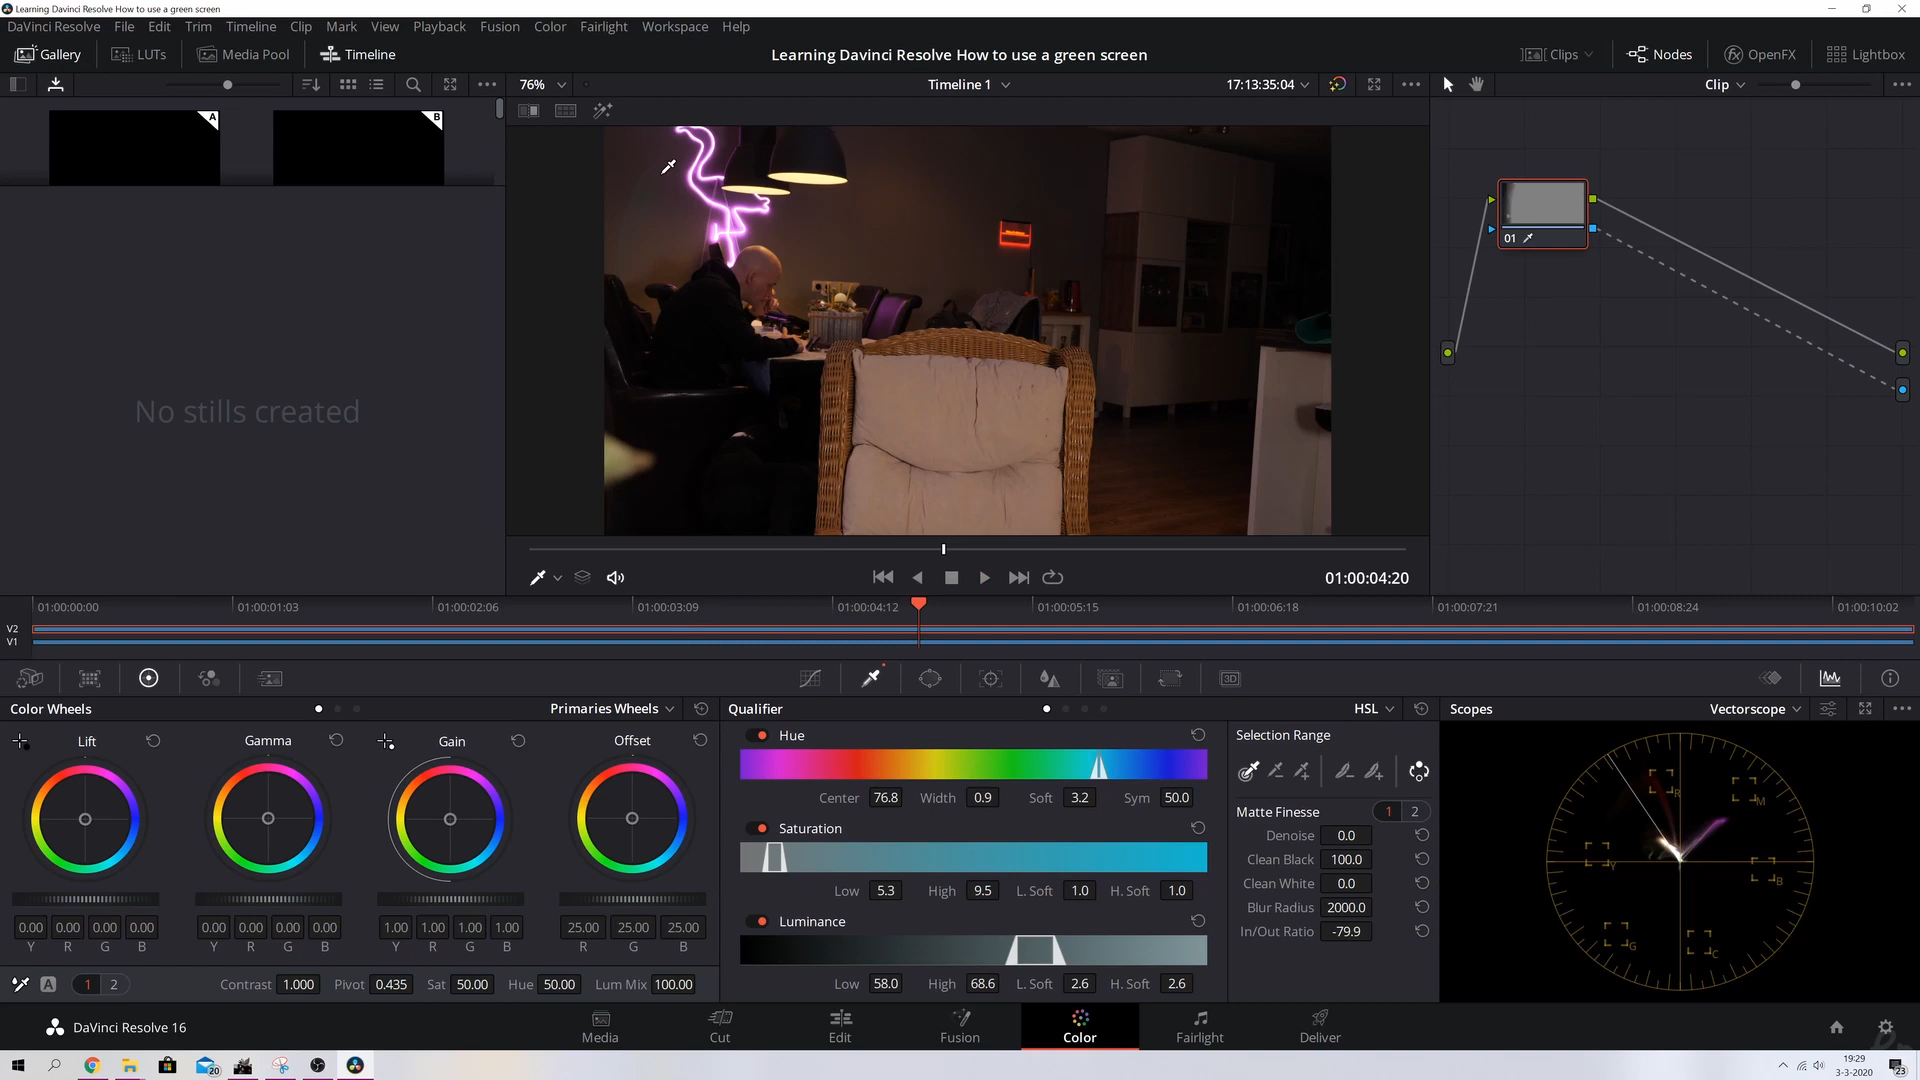 Learning Davinci Resolve How to use a green screen
DaVinci Resolve File Edit Trim Timeline Clip Mark View Playback Fusion Color Fairlight Workspace Help
Gallery LUTs Media Pool Timeline Learning Davinci Resolve How to use a green screen Clips Nodes OpenFX Lightbox
76% Timeline 1 17:13:35:04 Clip
A B
01
No stills created
01:00:04:20
01:00:00:00 01:00:01:03 01:00:02:06 01:00:03:09 01:00:04:12 01:00:05:15 01:00:06:18 01:00:07:21 01:00:08:24 01:00:10:02
V2
V1
3D
Color Wheels Primaries Wheels Qualifier HSL Scopes Vectorscope
Lift Gamma Gain Offset
0.00 0.00 0.00 0.00 0.00 0.00 0.00 0.00 1.00 1.00 1.00 1.00 25.00 25.00 25.00
Y R G B Y R G B Y R G B R G B
A 1 2 Contrast 1.000 Pivot 0.435 Sat 50.00 Hue 50.00 Lum Mix 100.00
Hue
Center 76.8 Width 0.9 Soft 3.2 Sym 50.0
Saturation
Low 5.3 High 9.5 L. Soft 1.0 H. Soft 1.0
Luminance
Low 58.0 High 68.6 L. Soft 2.6 H. Soft 2.6
Selection Range
Matte Finesse 1 2
Denoise 0.0
Clean Black 100.0
Clean White 0.0
Blur Radius 2000.0
In/Out Ratio -79.9
R M
Y B
G C
DaVinci Resolve 16 Media Cut Edit Fusion Color Fairlight Deliver
20
19:29
3-3-2020
23